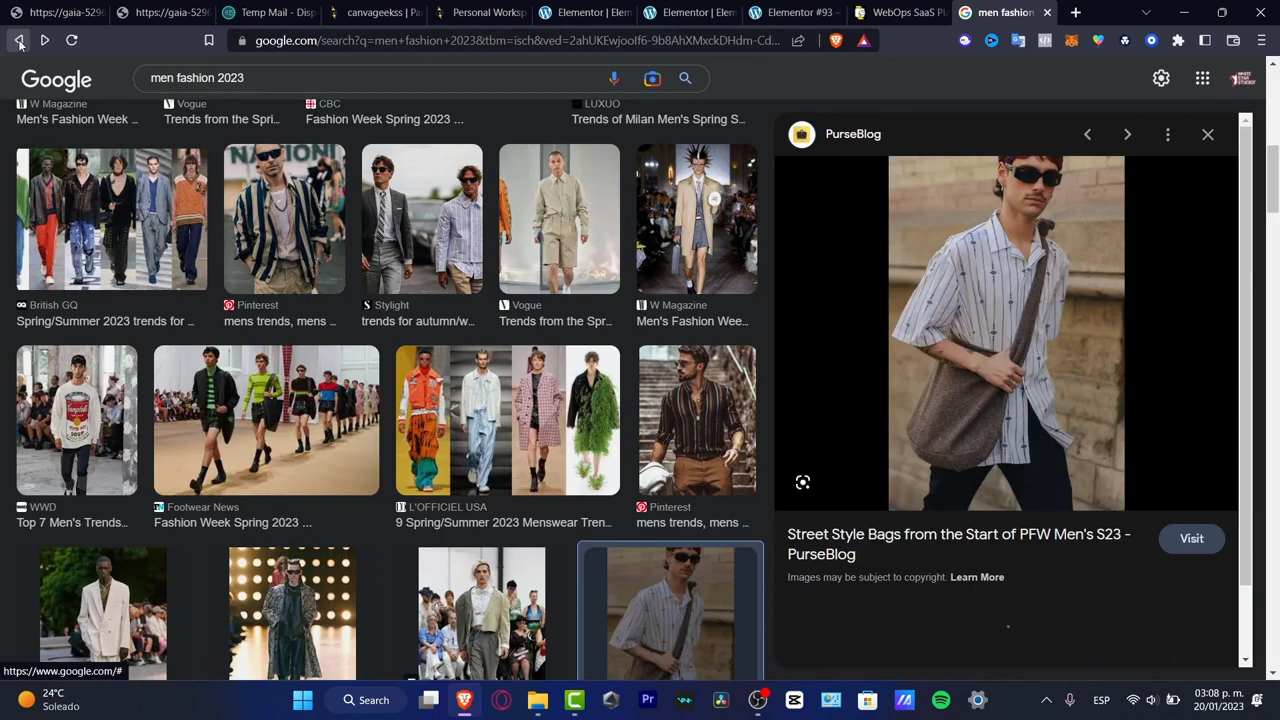 https://gaia-529
https://gaia-529
Temp Mail - Disp
canvageeksso | Pa
Personal Worksp
Elementor | Elem
Elementor | Gen
Elementor #93 –
WebOps SaaS Pl
men fashion
google.com/search?q=men+fashion+2023&tbm=isch&ved=2ahUKEwjoolf6-9b8AhXMxckDHdm-Cd...
Google
men fashion 2023
W Magazine
Vogue
CBC
LUXUO
Men's Fashion Week ...
Trends from the Spri...
Fashion Week Spring 2023 ...
Trends of Milan Men's Spring S...
PurseBlog
British GQ
Pinterest
Stylight
Vogue
W Magazine
Spring/Summer 2023 trends for ...
mens trends, mens ...
trends for autumn/w...
Trends from the Spr...
Men's Fashion Wee...
Campbell's
SOUP
WWD
Footwear News
L'OFFICIEL USA
Pinterest
Top 7 Men's Trends...
Fashion Week Spring 2023 ...
9 Spring/Summer 2023 Menswear Tren...
mens trends, mens ...
Street Style Bags from the Start of PFW Men's S23 -
PurseBlog
Visit
Images may be subject to copyright. Learn More
https://www.google.com/#
24°C
Soleado
Search
Pr
ESP
03:08 p. m.
20/01/2023